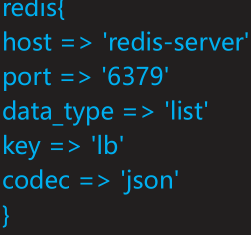 redis{
host => 'redis-server'
port => '6379'
data_type => 'list'
key => 'lb'
codec => 'json'
}